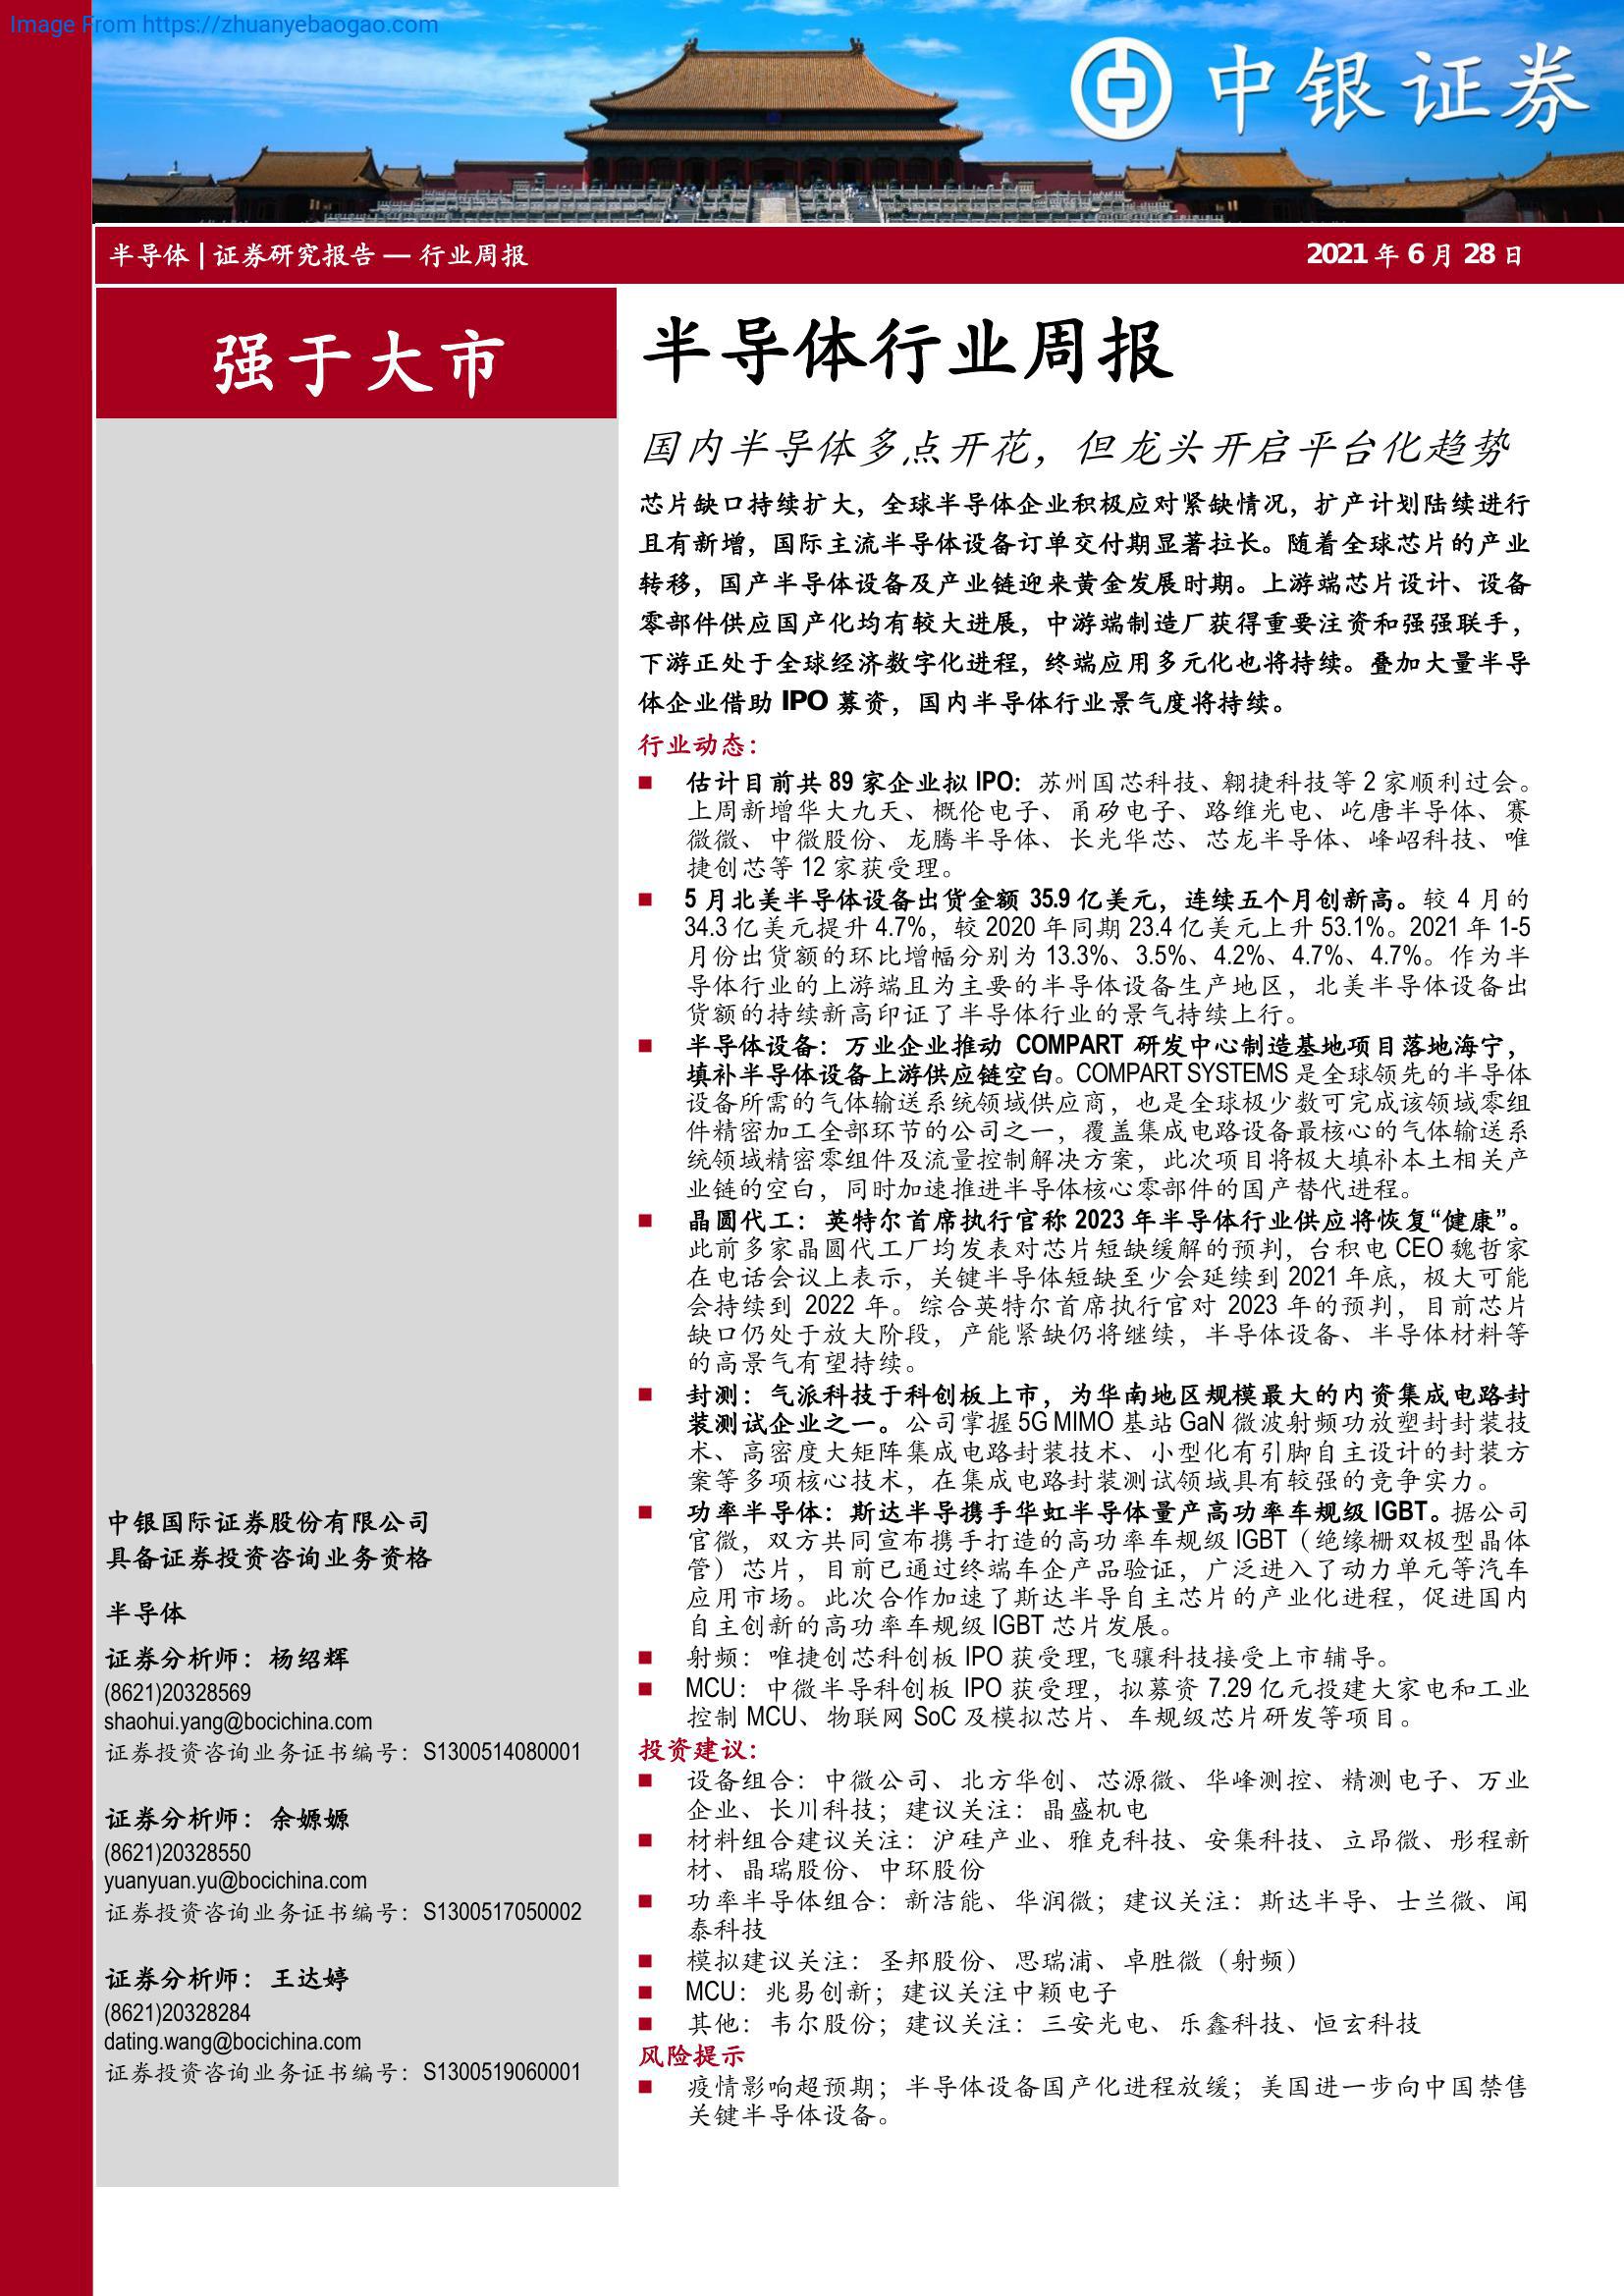 Image From https://zhuanyebaogao.com
中银证券
半导体 | 证券研究报告 — 行业周报
2021 年 6 月 28 日
强于大市
半导体行业周报
国内半导体多点开花，但龙头开启平台化趋势
芯片缺口持续扩大，全球半导体企业积极应对紧缺情况，扩产计划陆续进行
且有新增，国际主流半导体设备订单交付期显著拉长。随着全球芯片的产业
转移，国产半导体设备及产业链迎来黄金发展时期。上游端芯片设计、设备
零部件供应国产化均有较大进展，中游端制造厂获得重要注资和强强联手，
下游正处于全球经济数字化进程，终端应用多元化也将持续。叠加大量半导
体企业借助 IPO 募资，国内半导体行业景气度将持续。
行业动态：
■ 估计目前共 89 家企业拟 IPO：苏州国芯科技、翱捷科技等 2 家顺利过会。
上周新增华大九天、概伦电子、甬矽电子、路维光电、屹唐半导体、赛
微微、中微股份、龙腾半导体、长光华芯、芯龙半导体、峰岹科技、唯
捷创芯等 12 家获受理。
■ 5 月北美半导体设备出货金额 35.9 亿美元，连续五个月创新高。较 4 月的
34.3 亿美元提升 4.7%，较 2020 年同期 23.4 亿美元上升 53.1%。2021 年 1-5
月份出货额的环比增幅分别为 13.3%、3.5%、4.2%、4.7%、4.7%。作为半
导体行业的上游端且为主要的半导体设备生产地区，北美半导体设备出
货额的持续新高印证了半导体行业的景气持续上行。
■ 半导体设备：万业企业推动 COMPART 研发中心制造基地项目落地海宁，
填补半导体设备上游供应链空白。COMPART SYSTEMS 是全球领先的半导体
设备所需的气体输送系统领域供应商，也是全球极少数可完成该领域零组
件精密加工全部环节的公司之一，覆盖集成电路设备最核心的气体输送系
统领域精密零组件及流量控制解决方案，此次项目将极大填补本土相关产
业链的空白，同时加速推进半导体核心零部件的国产替代进程。
■ 晶圆代工：英特尔首席执行官称 2023 年半导体行业供应将恢复“健康”。
此前多家晶圆代工厂均发表对芯片短缺缓解的预判, 台积电 CEO 魏哲家
在电话会议上表示，关键半导体短缺至少会延续到 2021 年底，极大可能
会持续到 2022 年。综合英特尔首席执行官对 2023 年的预判，目前芯片
缺口仍处于放大阶段，产能紧缺仍将继续，半导体设备、半导体材料等
的高景气有望持续。
■ 封测：气派科技于科创板上市，为华南地区规模最大的内资集成电路封
装测试企业之一。公司掌握 5G MIMO 基站 GaN 微波射频功放塑封封装技
术、高密度大矩阵集成电路封装技术、小型化有引脚自主设计的封装方
案等多项核心技术，在集成电路封装测试领域具有较强的竞争实力。
■ 功率半导体：斯达半导携手华虹半导体量产高功率车规级 IGBT。据公司
官微，双方共同宣布携手打造的高功率车规级 IGBT（绝缘栅双极型晶体
管）芯片，目前已通过终端车企产品验证，广泛进入了动力单元等汽车
应用市场。此次合作加速了斯达半导自主芯片的产业化进程，促进国内
自主创新的高功率车规级 IGBT 芯片发展。
■ 射频：唯捷创芯科创板 IPO 获受理, 飞骧科技接受上市辅导。
■ MCU：中微半导科创板 IPO 获受理，拟募资 7.29 亿元投建大家电和工业
控制 MCU、物联网 SoC 及模拟芯片、车规级芯片研发等项目。
投资建议：
■ 设备组合：中微公司、北方华创、芯源微、华峰测控、精测电子、万业
企业、长川科技；建议关注：晶盛机电
■ 材料组合建议关注：沪硅产业、雅克科技、安集科技、立昂微、彤程新
材、晶瑞股份、中环股份
■ 功率半导体组合：新洁能、华润微；建议关注：斯达半导、士兰微、闻
泰科技
■ 模拟建议关注：圣邦股份、思瑞浦、卓胜微（射频）
■ MCU：兆易创新；建议关注中颖电子
■ 其他：韦尔股份；建议关注：三安光电、乐鑫科技、恒玄科技
风险提示
■ 疫情影响超预期；半导体设备国产化进程放缓；美国进一步向中国禁售
关键半导体设备。
中银国际证券股份有限公司
具备证券投资咨询业务资格
半导体
证券分析师：杨绍辉
(8621)20328569
shaohui.yang@bocichina.com
证券投资咨询业务证书编号：S1300514080001
证券分析师：余嫄嫄
(8621)20328550
yuanyuan.yu@bocichina.com
证券投资咨询业务证书编号：S1300517050002
证券分析师：王达婷
(8621)20328284
dating.wang@bocichina.com
证券投资咨询业务证书编号：S1300519060001